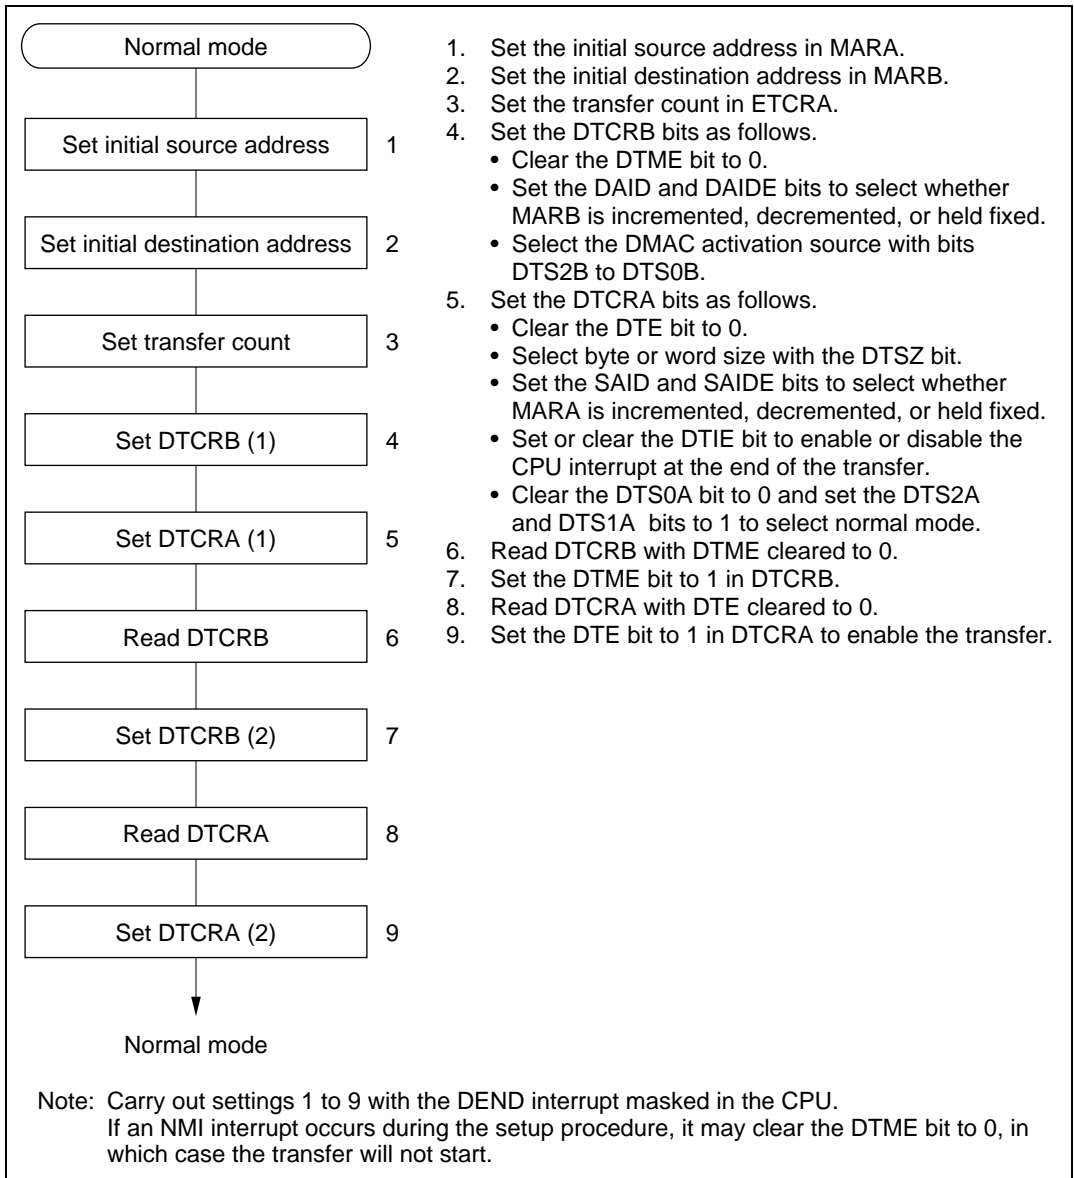 Normal mode
Set initial source address 1
Set initial destination address 2
Set transfer count 3
Set DTCRB (1) 4
Set DTCRA (1) 5
Read DTCRB 6
Set DTCRB (2) 7
Read DTCRA 8
Set DTCRA (2) 9
Normal mode
1. Set the initial source address in MARA.
2. Set the initial destination address in MARB.
3. Set the transfer count in ETCRA.
4. Set the DTCRB bits as follows.
• Clear the DTME bit to 0.
• Set the DAID and DAIDE bits to select whether
MARB is incremented, decremented, or held fixed.
• Select the DMAC activation source with bits
DTS2B to DTS0B.
5. Set the DTCRA bits as follows.
• Clear the DTE bit to 0.
• Select byte or word size with the DTSZ bit.
• Set the SAID and SAIDE bits to select whether
MARA is incremented, decremented, or held fixed.
• Set or clear the DTIE bit to enable or disable the
CPU interrupt at the end of the transfer.
• Clear the DTS0A bit to 0 and set the DTS2A
and DTS1A bits to 1 to select normal mode.
6. Read DTCRB with DTME cleared to 0.
7. Set the DTME bit to 1 in DTCRB.
8. Read DTCRA with DTE cleared to 0.
9. Set the DTE bit to 1 in DTCRA to enable the transfer.
Note: Carry out settings 1 to 9 with the DEND interrupt masked in the CPU.
If an NMI interrupt occurs during the setup procedure, it may clear the DTME bit to 0, in
which case the transfer will not start.